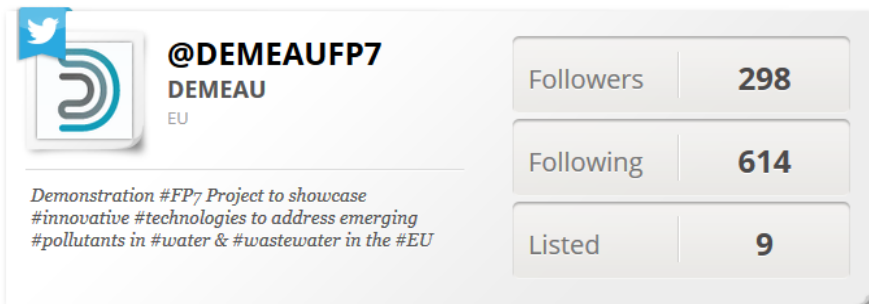 @DEMEAUFP7
DEMEAU
EU
Demonstration #FP7 Project to showcase
#innovative #technologies to address emerging
#pollutants in #water & #wastewater in the #EU
Followers 298
Following 614
Listed 9